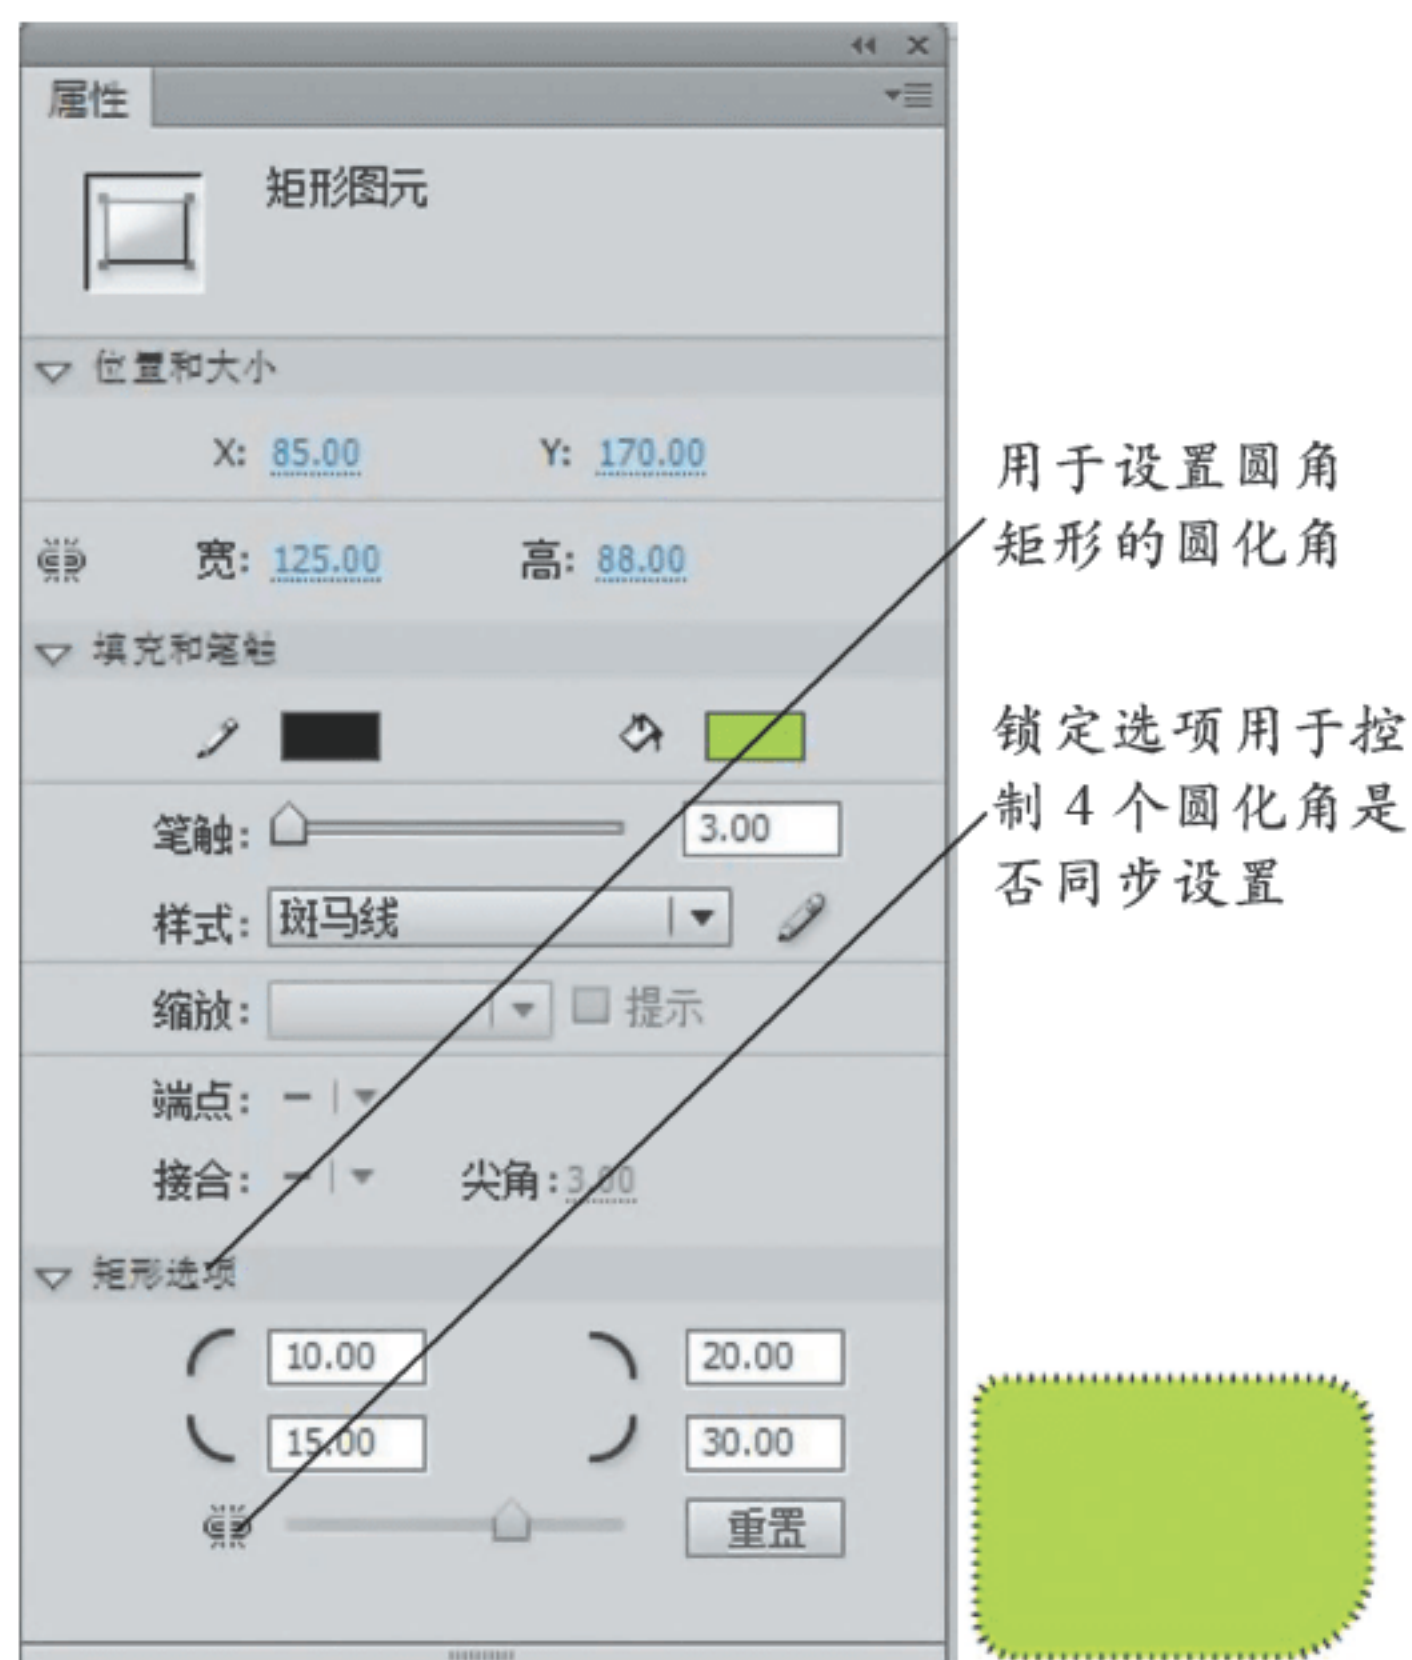 属性
矩形图元
位置和大小
X: 85.00 Y: 170.00
宽: 125.00 高: 88.00
填充和笔触
笔触: 3.00
样式: 斑马线
缩放: 提示
端点:
接合: 尖角: 3.00
矩形选项
10.00 20.00
15.00 30.00
重置
用于设置圆角
矩形的圆化角
锁定选项用于控
制 4 个圆化角是
否同步设置